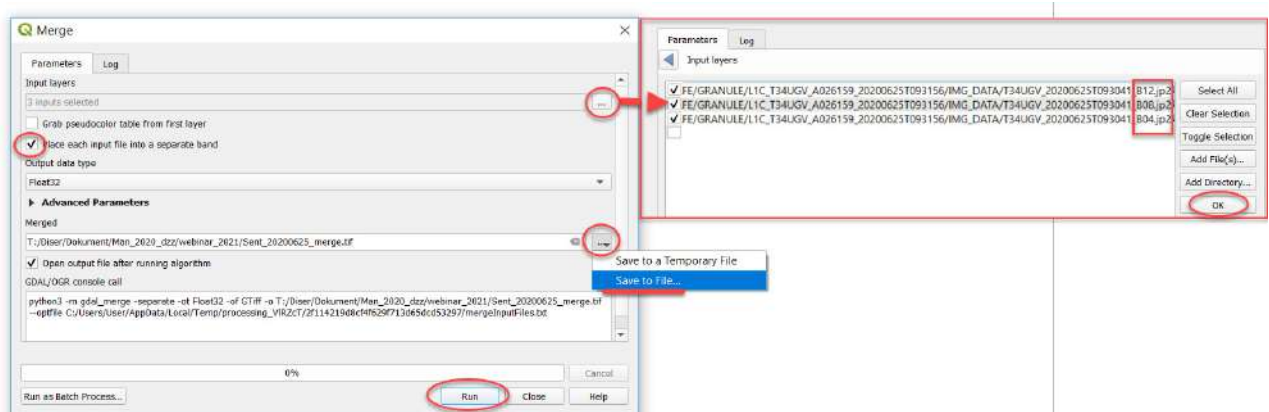 Merge
Parameters Log
Input layers
3 inputs selected
...
Grab pseudocolor table from first layer
Place each input file into a separate band
Output data type
Float32
Advanced Parameters
Merged
T:/Diser/Dokument/Man_2020_dzz/webinar_2021/Sent_20200625_merge.tif
Open output file after running algorithm
GDAL/OGR console call
python3 -m gdal_merge -separate -ot Float32 -of GTiff -o T:/Diser/Dokument/Man_2020_dzz/webinar_2021/Sent_20200625_merge.tif
--optfile C:/Users/User/AppData/Local/Temp/processing_VlRZcT/2f114219d8cf4f629f713d65dcd53297/mergeInputFiles.txt
0%
Cancel
Run as Batch Process...
Run
Close
Help
Save to a Temporary File
Save to File...
Parameters Log
Input layers
FE/GRANULE/L1C_T34UGV_A026159_20200625T093156/IMG_DATA/T34UGV_20200625T093041_B12.jp2
FE/GRANULE/L1C_T34UGV_A026159_20200625T093156/IMG_DATA/T34UGV_20200625T093041_B08.jp2
FE/GRANULE/L1C_T34UGV_A026159_20200625T093156/IMG_DATA/T34UGV_20200625T093041_B04.jp2
Select All
Clear Selection
Toggle Selection
Add File(s)...
Add Directory...
OK